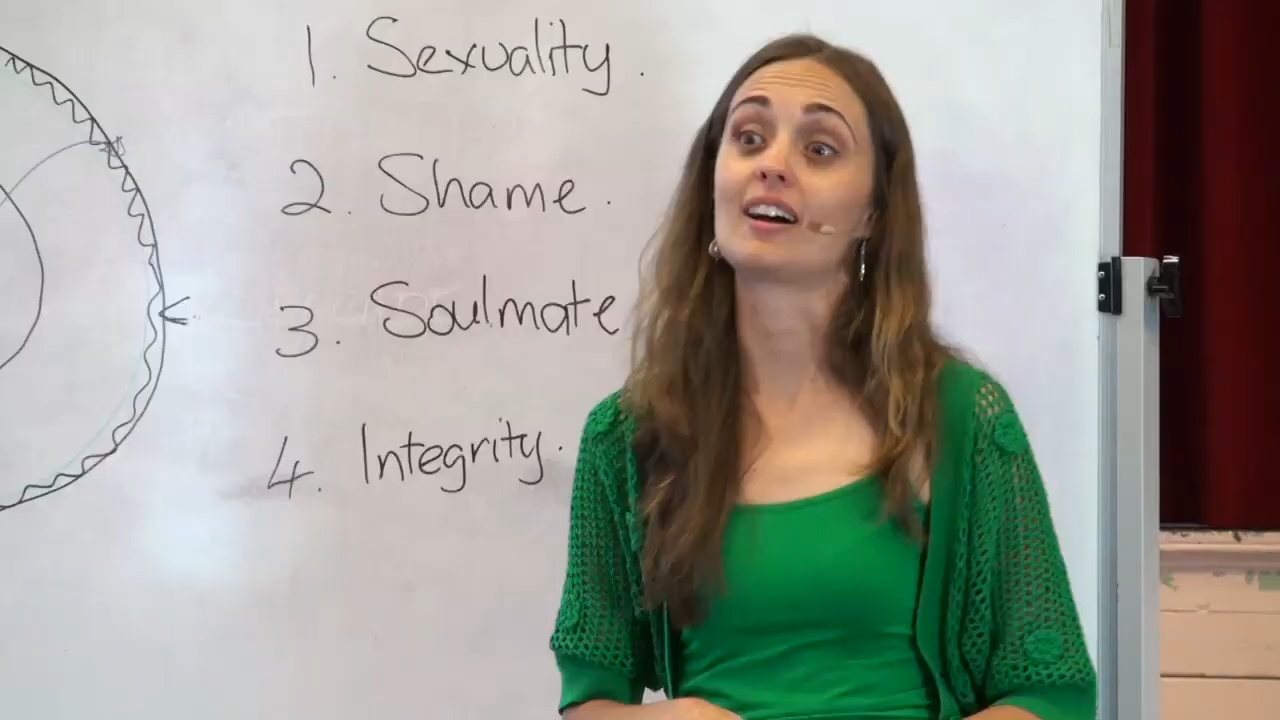 1. Sexuality.
2. Shame.
3. Soulmate
4. Integrity.